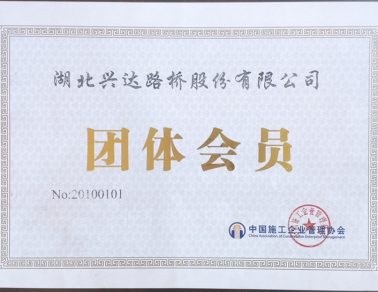 湖北兴达路桥股份有限公司
团体会员
No:20100101
中国施工企业管理协会
China Association of Construction Enterprise Management